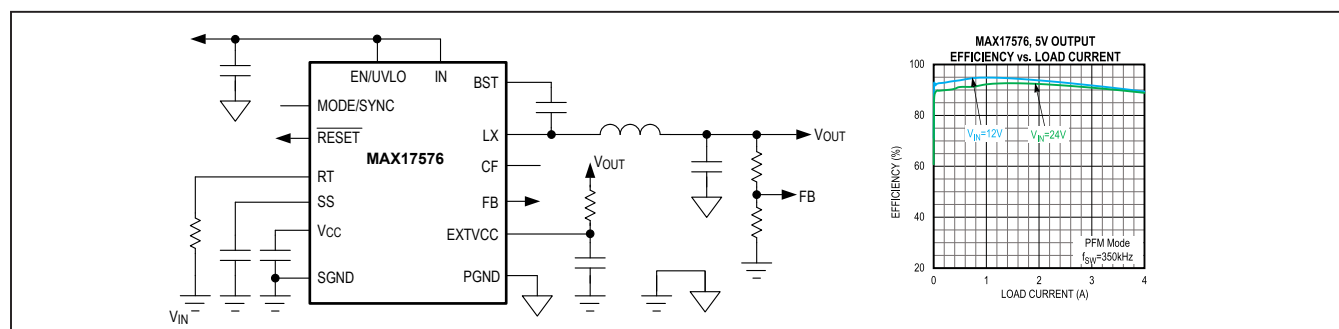 EN/UVLO
IN
MODE/SYNC
RESET
RT
SS
VCC
SGND
MAX17576
BST
LX
CF
FB
EXTVCC
PGND
VIN
VOUT
VOUT
FB
MAX17576, 5V OUTPUT
EFFICIENCY vs. LOAD CURRENT
100
80
60
40
20
EFFICIENCY (%)
VIN=12V
VIN=24V
PFM Mode
fSW=350kHz
0
1
2
3
4
LOAD CURRENT (A)